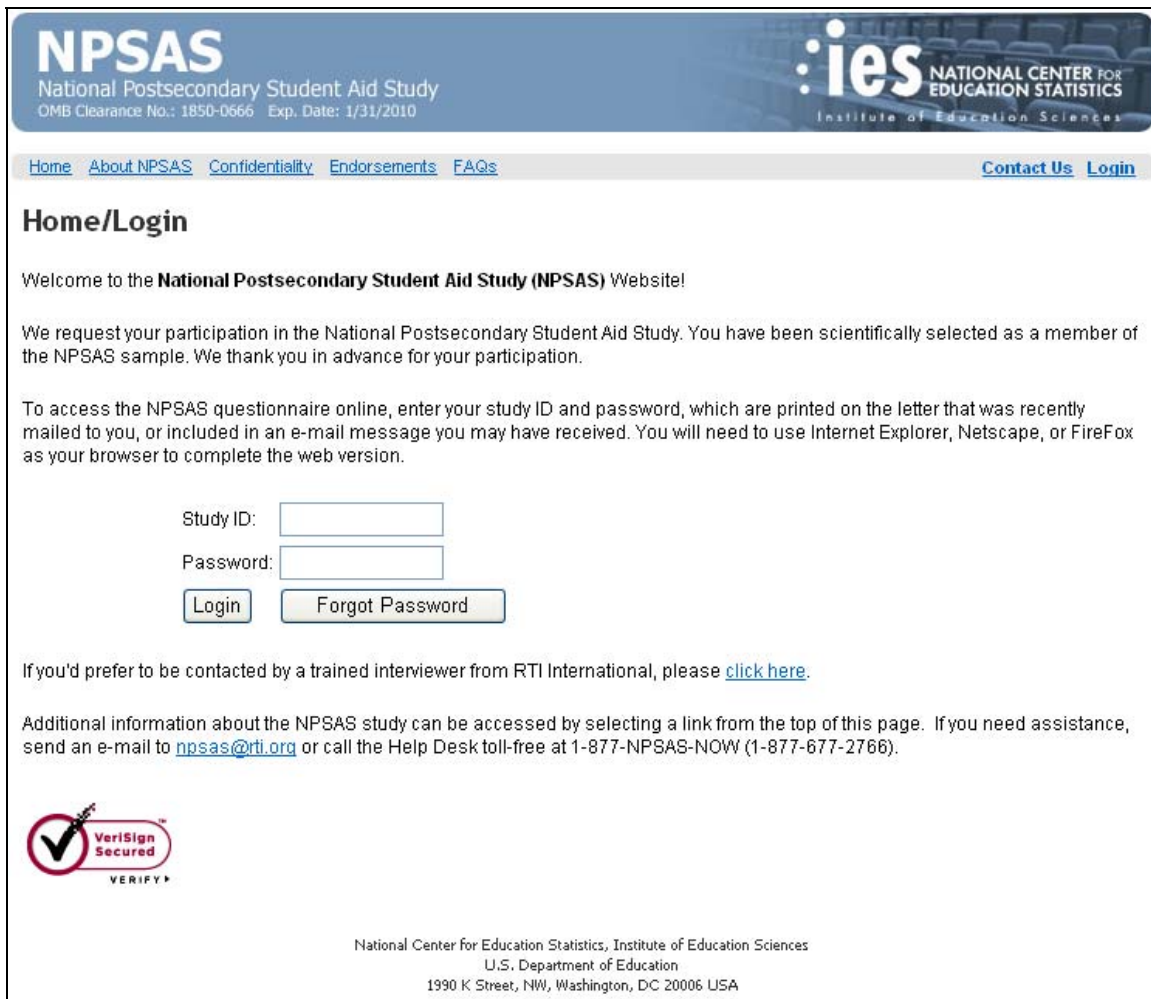 NPSAS
National Postsecondary Student Aid Study
OMB Clearance No.: 1850-0666 Exp. Date: 1/31/2010
ies NATIONAL CENTER FOR
EDUCATION STATISTICS
Institute of Education Sciences
Home About NPSAS Confidentiality Endorsements FAQs Contact Us Login
Home/Login
Welcome to the National Postsecondary Student Aid Study (NPSAS) Website!
We request your participation in the National Postsecondary Student Aid Study. You have been scientifically selected as a member of
the NPSAS sample. We thank you in advance for your participation.
To access the NPSAS questionnaire online, enter your study ID and password, which are printed on the letter that was recently
mailed to you, or included in an e-mail message you may have received. You will need to use Internet Explorer, Netscape, or FireFox
as your browser to complete the web version.
Study ID:
Password:
Login Forgot Password
If you'd prefer to be contacted by a trained interviewer from RTI International, please click here.
Additional information about the NPSAS study can be accessed by selecting a link from the top of this page. If you need assistance,
send an e-mail to npsas@rti.org or call the Help Desk toll-free at 1-877-NPSAS-NOW (1-877-677-2766).
VeriSign™
Secured
VERIFY
National Center for Education Statistics, Institute of Education Sciences
U.S. Department of Education
1990 K Street, NW, Washington, DC 20006 USA